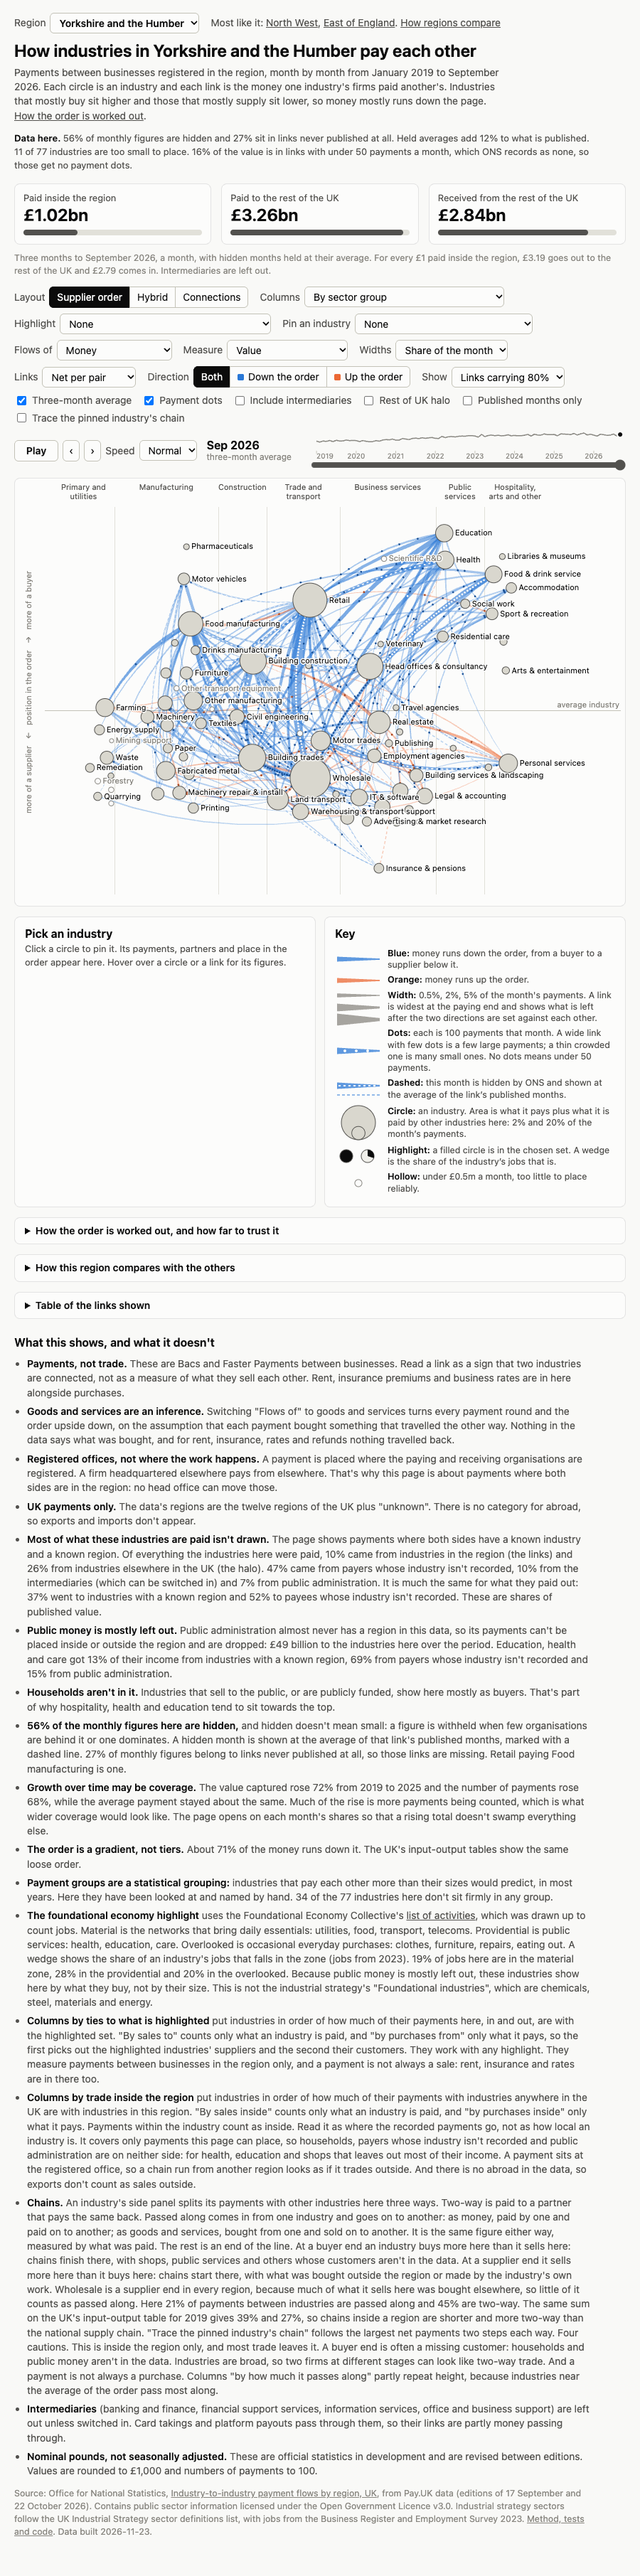 Region Yorkshire and the Humber Most like it: North West, East of England. How regions compare
How industries in Yorkshire and the Humber pay each other
Payments between businesses registered in the region, month by month from January 2019 to September
2026. Each circle is an industry and each link is the money one industry's firms paid another's. Industries
that mostly buy sit higher and those that mostly supply sit lower, so money mostly runs down the page.
How the order is worked out.
Data here. 56% of monthly figures are hidden and 27% sit in links never published at all. Held averages add 12% to what is published.
11 of 77 industries are too small to place. 16% of the value is in links with under 50 payments a month, which ONS records as none, so
those get no payment dots.
Paid inside the region
£1.02bn
Paid to the rest of the UK
£3.26bn
Received from the rest of the UK
£2.84bn
Three months to September 2026, a month, with hidden months held at their average. For every £1 paid inside the region, £3.19 goes out to the
rest of the UK and £2.79 comes in. Intermediaries are left out.
Layout Supplier order Hybrid Connections Columns By sector group
Highlight None Pin an industry None
Flows of Money Measure Value Widths Share of the month
Links Net per pair Direction Both Down the order Up the order Show Links carrying 80%
Three-month average Payment dots Include intermediaries Rest of UK halo Published months only
Trace the pinned industry's chain
Play ‹ › Speed Normal Sep 2026
three-month average
2019 2020 2021 2022 2023 2024 2025 2026
Primary and utilities
Manufacturing
Construction
Trade and transport
Business services
Public services
Hospitality, arts and other
more of a supplier ← position in the order → more of a buyer
average industry
Education
Pharmaceuticals
Scientific R&D
Health
Libraries & museums
Motor vehicles
Food & drink service
Accommodation
Retail
Social work
Sport & recreation
Food manufacturing
Residential care
Veterinary
Drinks manufacturing
Building construction
Head offices & consultancy
Arts & entertainment
Furniture
Other transport equipment
Other manufacturing
Farming
Travel agencies
Machinery
Textiles
Civil engineering
Real estate
Energy supply
Mining support
Motor trades
Publishing
Paper
Waste
Building trades
Employment agencies
Personal services
Remediation
Fabricated metal
Wholesale
Building services & landscaping
Forestry
Quarrying
Machinery repair & install
Land transport
IT & software
Legal & accounting
Printing
Warehousing & transport support
Advertising & market research
Insurance & pensions
Pick an industry
Click a circle to pin it. Its payments, partners and place in the
order appear here. Hover over a circle or a link for its figures.
Key
Blue: money runs down the order, from a buyer to a
supplier below it.
Orange: money runs up the order.
Width: 0.5%, 2%, 5% of the month's payments. A link
is widest at the paying end and shows what is left
after the two directions are set against each other.
Dots: each is 100 payments that month. A wide link
with few dots is a few large payments; a thin crowded
one is many small ones. No dots means under 50
payments.
Dashed: this month is hidden by ONS and shown at
the average of the link's published months.
Circle: an industry. Area is what it pays plus what it is
paid by other industries here: 2% and 20% of the
month's payments.
Highlight: a filled circle is in the chosen set. A wedge
is the share of the industry's jobs that is.
Hollow: under £0.5m a month, too little to place
reliably.
▶ How the order is worked out, and how far to trust it
▶ How this region compares with the others
▶ Table of the links shown
What this shows, and what it doesn't
• Payments, not trade. These are Bacs and Faster Payments between businesses. Read a link as a sign that two industries
are connected, not as a measure of what they sell each other. Rent, insurance premiums and business rates are in here
alongside purchases.
• Goods and services are an inference. Switching "Flows of" to goods and services turns every payment round and the
order upside down, on the assumption that each payment bought something that travelled the other way. Nothing in the
data says what was bought, and for rent, insurance, rates and refunds nothing travelled back.
• Registered offices, not where the work happens. A payment is placed where the paying and receiving organisations are
registered. A firm headquartered elsewhere pays from elsewhere. That's why this page is about payments where both
sides are in the region: no head office can move those.
• UK payments only. The data's regions are the twelve regions of the UK plus "unknown". There is no category for abroad,
so exports and imports don't appear.
• Most of what these industries are paid isn't drawn. The page shows payments where both sides have a known industry
and a known region. Of everything the industries here were paid, 10% came from industries in the region (the links) and
26% from industries elsewhere in the UK (the halo). 47% came from payers whose industry isn't recorded, 10% from the
intermediaries (which can be switched in) and 7% from public administration. It is much the same for what they paid out:
37% went to industries with a known region and 52% to payees whose industry isn't recorded. These are shares of
published value.
• Public money is mostly left out. Public administration almost never has a region in this data, so its payments can't be
placed inside or outside the region and are dropped: £49 billion to the industries here over the period. Education, health
and care got 13% of their income from industries with a known region, 69% from payers whose industry isn't recorded and
15% from public administration.
• Households aren't in it. Industries that sell to the public, or are publicly funded, show here mostly as buyers. That's part
of why hospitality, health and education tend to sit towards the top.
• 56% of the monthly figures here are hidden, and hidden doesn't mean small: a figure is withheld when few organisations
are behind it or one dominates. A hidden month is shown at the average of that link's published months, marked with a
dashed line. 27% of monthly figures belong to links never published at all, so those links are missing. Retail paying Food
manufacturing is one.
• Growth over time may be coverage. The value captured rose 72% from 2019 to 2025 and the number of payments rose
68%, while the average payment stayed about the same. Much of the rise is more payments being counted, which is what
wider coverage would look like. The page opens on each month's shares so that a rising total doesn't swamp everything
else.
• The order is a gradient, not tiers. About 71% of the money runs down it. The UK's input-output tables show the same
loose order.
• Payment groups are a statistical grouping: industries that pay each other more than their sizes would predict, in most
years. Here they have been looked at and named by hand. 34 of the 77 industries here don't sit firmly in any group.
• The foundational economy highlight uses the Foundational Economy Collective's list of activities, which was drawn up to
count jobs. Material is the networks that bring daily essentials: utilities, food, transport, telecoms. Providential is public
services: health, education, care. Overlooked is occasional everyday purchases: clothes, furniture, repairs, eating out. A
wedge shows the share of an industry's jobs that falls in the zone (jobs from 2023). 19% of jobs here are in the material
zone, 28% in the providential and 20% in the overlooked. Because public money is mostly left out, these industries show
here by what they buy, not by their size. This is not the industrial strategy's "Foundational industries", which are chemicals,
steel, materials and energy.
• Columns by ties to what is highlighted put industries in order of how much of their payments here, in and out, are with
the highlighted set. "By sales to" counts only what an industry is paid, and "by purchases from" only what it pays, so the
first picks out the highlighted industries' suppliers and the second their customers. They work with any highlight. They
measure payments between businesses in the region only, and a payment is not always a sale: rent, insurance and rates
are in there too.
• Columns by trade inside the region put industries in order of how much of their payments with industries anywhere in the
UK are with industries in this region. "By sales inside" counts only what an industry is paid, and "by purchases inside" only
what it pays. Payments within the industry count as inside. Read it as where the recorded payments go, not as how local an
industry is. It covers only payments this page can place, so households, payers whose industry isn't recorded and public
administration are on neither side: for health, education and shops that leaves out most of their income. A payment sits at
the registered office, so a chain run from another region looks as if it trades outside. And there is no abroad in the data, so
exports don't count as sales outside.
• Chains. An industry's side panel splits its payments with other industries here three ways. Two-way is paid to a partner
that pays the same back. Passed along comes in from one industry and goes on to another: as money, paid by one and
paid on to another; as goods and services, bought from one and sold on to another. It is the same figure either way,
measured by what was paid. The rest is an end of the line. At a buyer end an industry buys more here than it sells here:
chains finish there, with shops, public services and others whose customers aren't in the data. At a supplier end it sells
more here than it buys here: chains start there, with what was bought outside the region or made by the industry's own
work. Wholesale is a supplier end in every region, because much of what it sells here was bought elsewhere, so little of it
counts as passed along. Here 21% of payments between industries are passed along and 45% are two-way. The same sum
on the UK's input-output table for 2019 gives 39% and 27%, so chains inside a region are shorter and more two-way than
the national supply chain. "Trace the pinned industry's chain" follows the largest net payments two steps each way. Four
cautions. This is inside the region only, and most trade leaves it. A buyer end is often a missing customer: households and
public money aren't in the data. Industries are broad, so two firms at different stages can look like two-way trade. And a
payment is not always a purchase. Columns "by how much it passes along" partly repeat height, because industries near
the average of the order pass most along.
• Intermediaries (banking and finance, financial support services, information services, office and business support) are left
out unless switched in. Card takings and platform payouts pass through them, so their links are partly money passing
through.
• Nominal pounds, not seasonally adjusted. These are official statistics in development and are revised between editions.
Values are rounded to £1,000 and numbers of payments to 100.
Source: Office for National Statistics, Industry-to-industry payment flows by region, UK, from Pay.UK data (editions of 17 September and
22 October 2026). Contains public sector information licensed under the Open Government Licence v3.0. Industrial strategy sectors
follow the UK Industrial Strategy sector definitions list, with jobs from the Business Register and Employment Survey 2023. Method, tests
and code. Data built 2026-11-23.